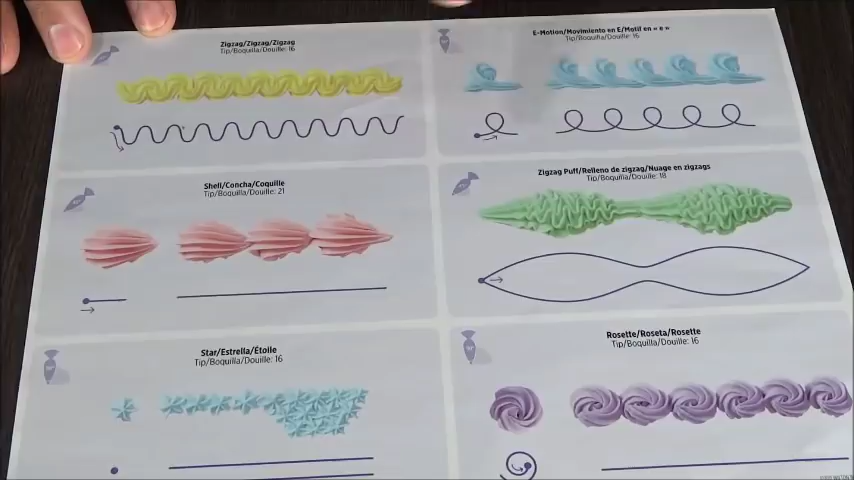 Zigzag/Zigzag/Zigzag
Tip/Boquilla/Douille: 16
E-Motion/Movimiento en E/Motif en « e »
Tip/Boquilla/Douille: 16
Shell/Concha/Coquille
Tip/Boquilla/Douille: 21
Zigzag Puff/Relleno de zigzag/Nuage en zigzags
Tip/Boquilla/Douille: 18
Star/Estrella/Étoile
Tip/Boquilla/Douille: 16
Rosette/Roseta/Rosette
Tip/Boquilla/Douille: 16